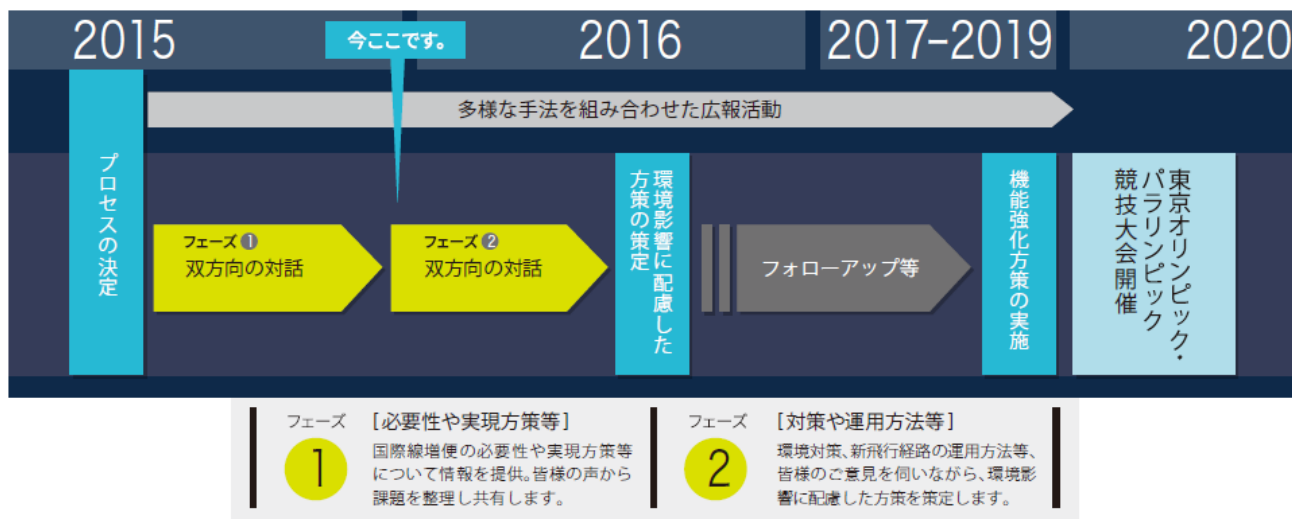 2015
今ここです。
2016
2017–2019
2020
多様な手法を組み合わせた広報活動
プロセスの決定
フェーズ1
双方向の対話
フェーズ2
双方向の対話
環境影響に配慮した
方策の策定
フォローアップ等
機能強化方策の実施
東京オリンピック・
パラリンピック
競技大会開催
フェーズ
1
[必要性や実現方策等]
国際線増便の必要性や実現方策等
について情報を提供。皆様の声から
課題を整理し共有します。
フェーズ
2
[対策や運用方法等]
環境対策、新飛行経路の運用方法等、
皆様のご意見を伺いながら、環境影
響に配慮した方策を策定します。